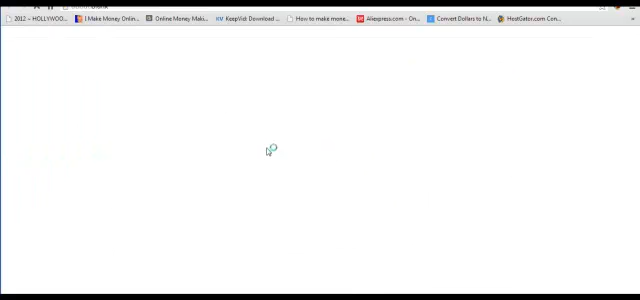 2012 – HOLLYWOO... I Make Money Onlin... Online Money Maki... KeepVid: Download ... How to make mone... Aliexpress.com - On... Convert Dollars to N... HostGator.com Con... »